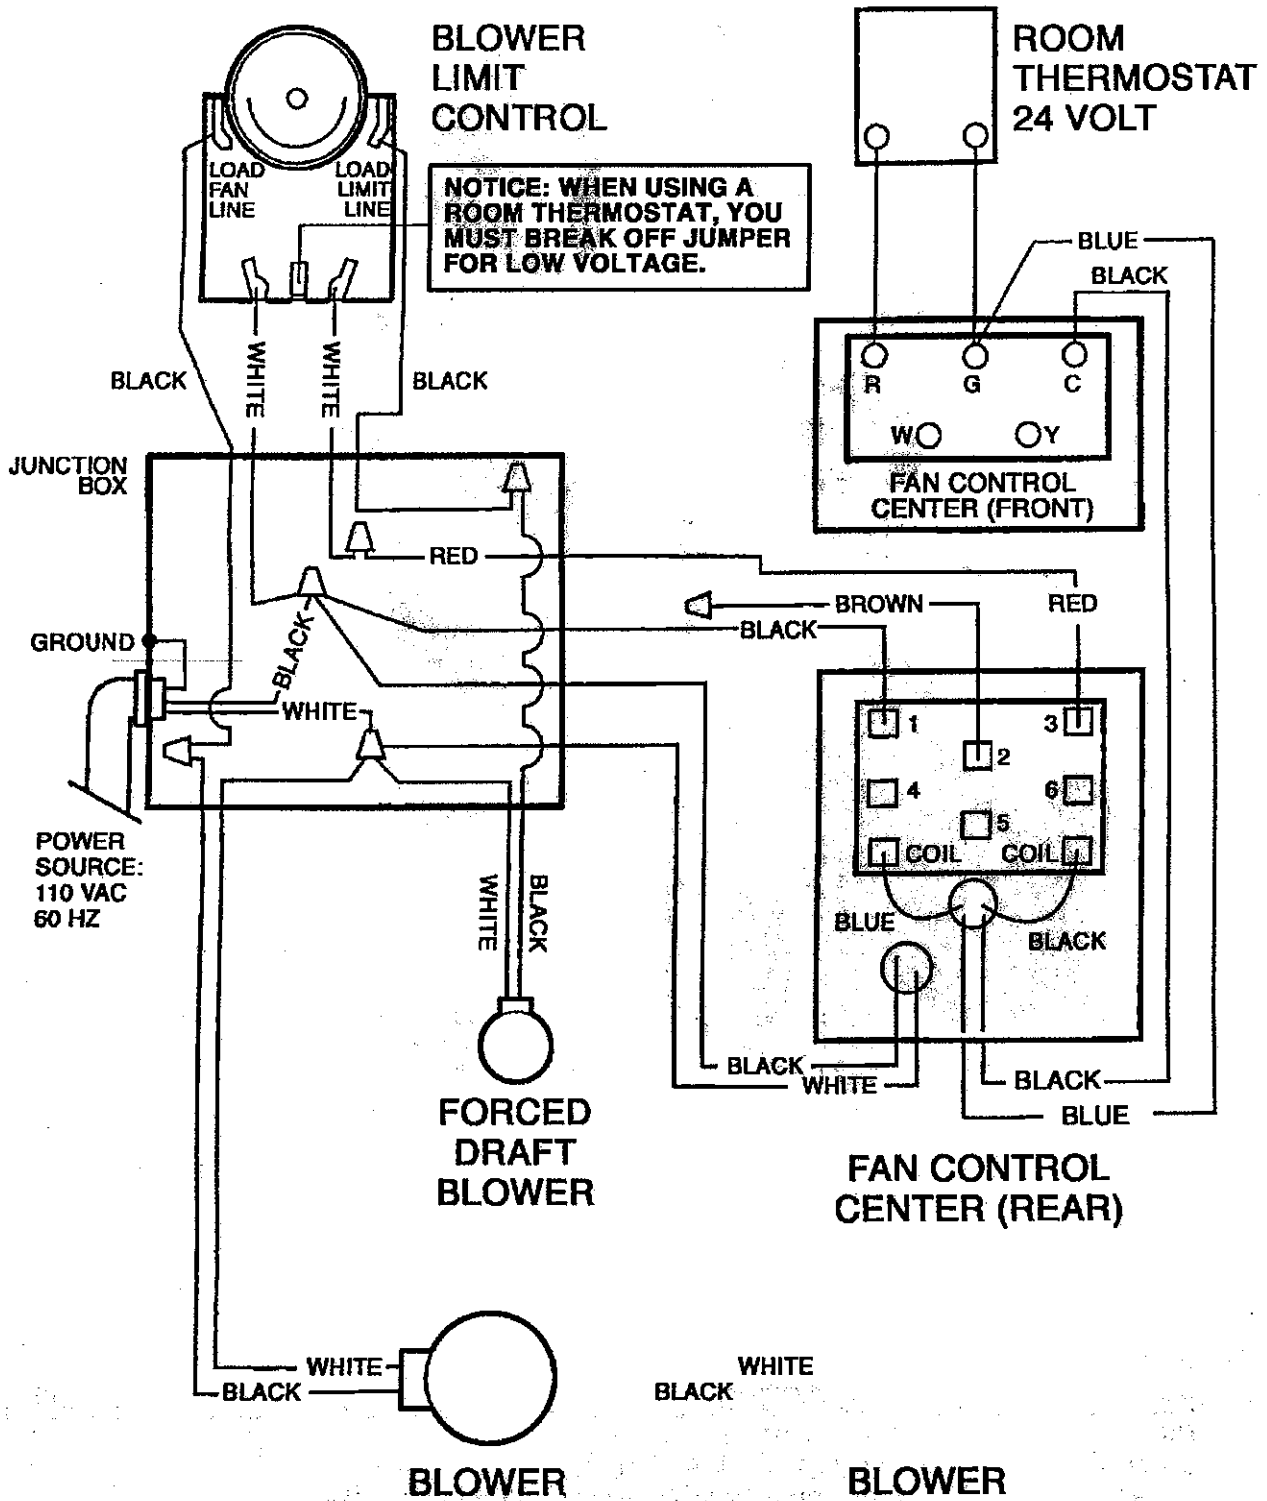 BLOWER
LIMIT
CONTROL
ROOM
THERMOSTAT
24 VOLT
LOAD
FAN
LINE
LOAD
LIMIT
LINE
NOTICE: WHEN USING A
ROOM THERMOSTAT, YOU
MUST BREAK OFF JUMPER
FOR LOW VOLTAGE.
BLUE
BLACK
BLACK
WHITE
WHITE
BLACK
R
G
C
W
Y
FAN CONTROL
CENTER (FRONT)
JUNCTION
BOX
RED
BROWN
RED
BLACK
GROUND
BLACK
WHITE
1
3
2
4
6
5
COIL
COIL
POWER
SOURCE:
110 VAC
60 HZ
WHITE
BLACK
BLUE
BLACK
BLACK
WHITE
BLACK
BLUE
FORCED
DRAFT
BLOWER
FAN CONTROL
CENTER (REAR)
WHITE
BLACK
WHITE
BLACK
BLOWER
BLOWER